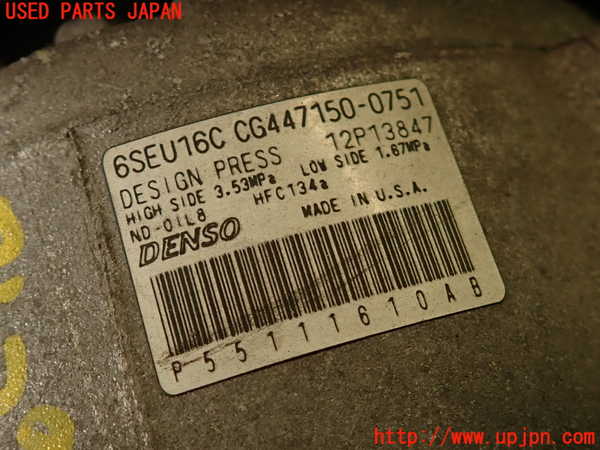 USED PARTS JAPAN
6SEU16C CG447150-0751
12P13847
DESIGN PRESS
HIGH SIDE 3.53MPa LOW SIDE 1.67MPa
ND-OIL8 HFC134a
DENSO MADE IN U.S.A.
P55111610AB
http://www.upjpn.com/